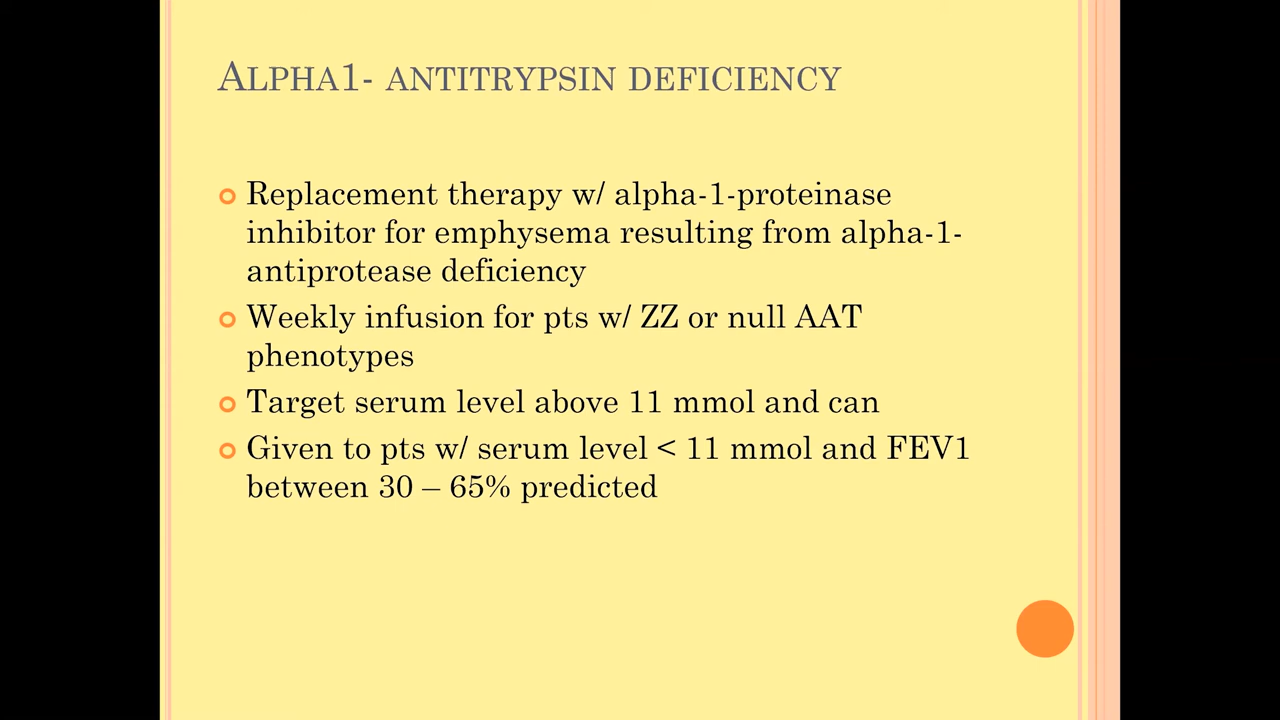 Alpha1- antitrypsin deficiency
Replacement therapy w/ alpha-1-proteinase
inhibitor for emphysema resulting from alpha-1-
antiprotease deficiency
Weekly infusion for pts w/ ZZ or null AAT
phenotypes
Target serum level above 11 mmol and can
Given to pts w/ serum level < 11 mmol and FEV1
between 30 – 65% predicted